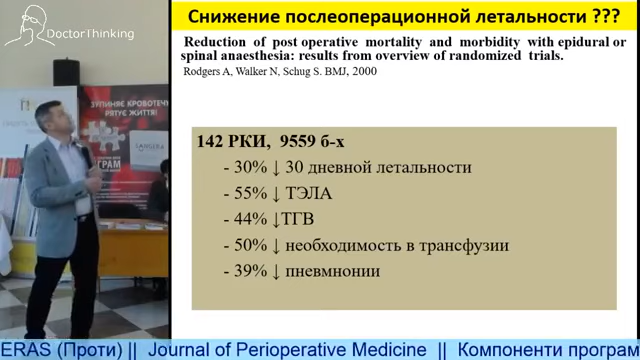 DoctorThinking
Снижение послеоперационной летальности ???
Reduction of post operative mortality and morbidity with epidural or
spinal anaesthesia: results from overview of randomized trials.
Rodgers A, Walker N, Schug S. BMJ, 2000
ЗУПИНЯЄ КРОВОТЕЧУ
РЯТУЄ ЖИТТЯ!
142 РКИ, 9559 б-х
- 30% ↓ 30 дневной летальности
- 55% ↓ ТЭЛА
- 44% ↓ТГВ
- 50% ↓ необходимость в трансфузии
- 39% ↓ пневмнонии
ERAS (Проти) || Journal of Perioperative Medicine || Компоненти програм